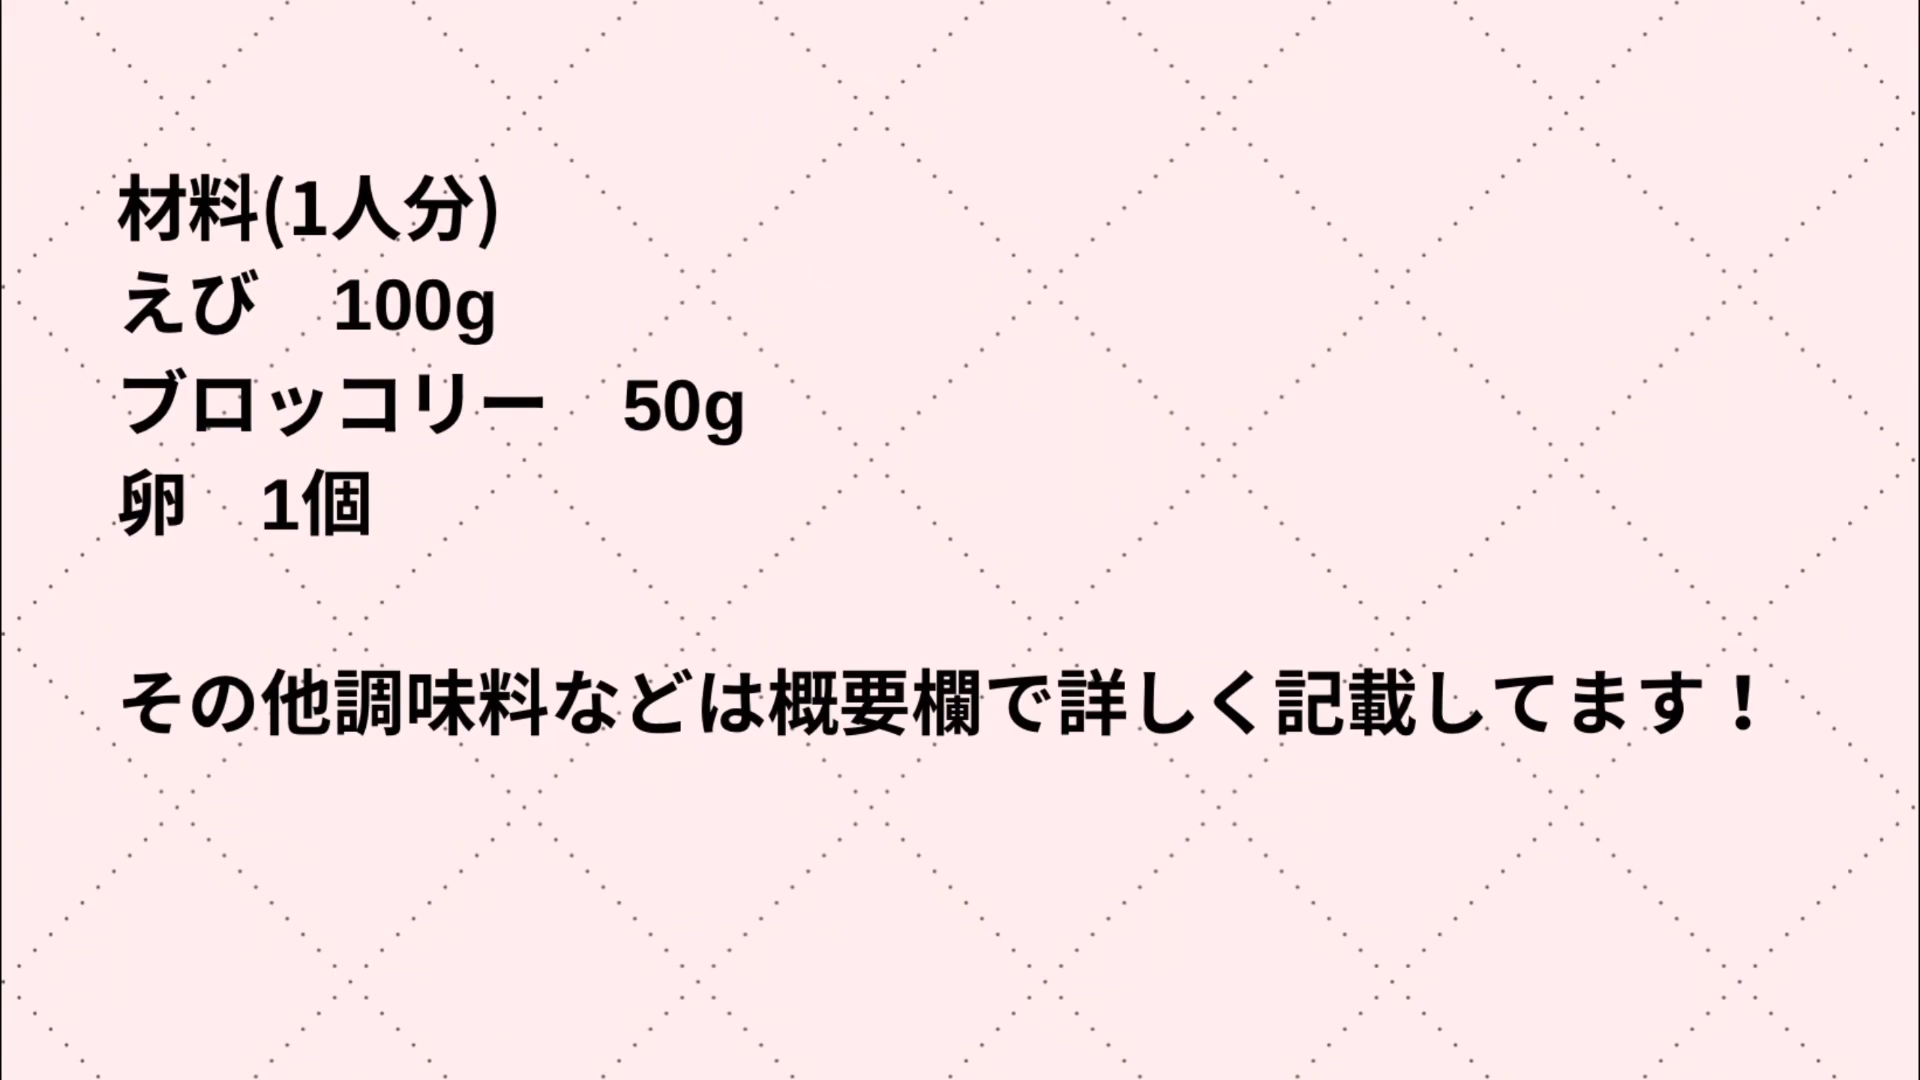 材料(1人分)
えび　100g
ブロッコリー　50g
卵　1個
その他調味料などは概要欄で詳しく記載してます！